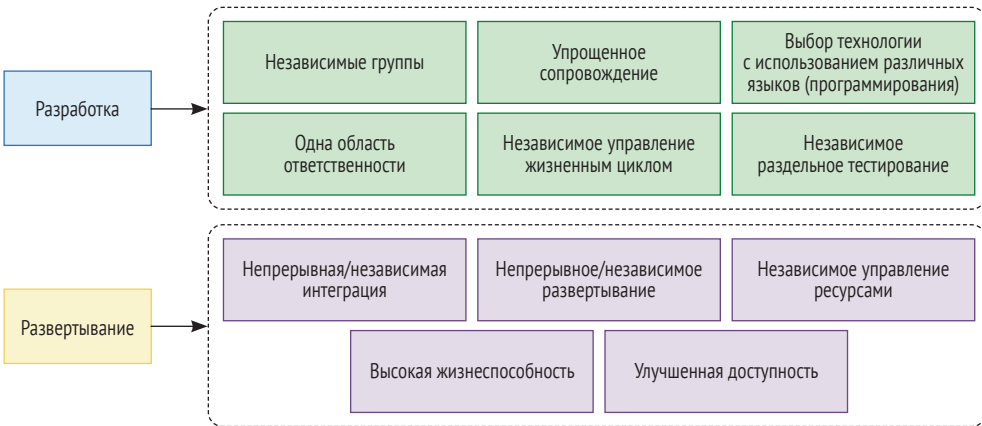 Разработка
Независимые группы
Упрощенное
сопровождение
Выбор технологии
с использованием различных
языков (программирования)
Одна область
ответственности
Независимое управление
жизненным циклом
Независимое
раздельное тестирование
Развертывание
Непрерывная/независимая
интеграция
Непрерывное/независимое
развертывание
Независимое управление
ресурсами
Высокая жизнеспособность
Улучшенная доступность